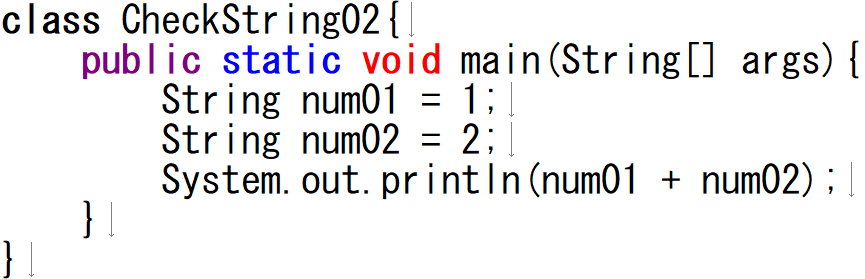 class CheckString02{
    public static void main(String[] args){
        String num01 = 1;
        String num02 = 2;
        System.out.println(num01 + num02);
    }
}